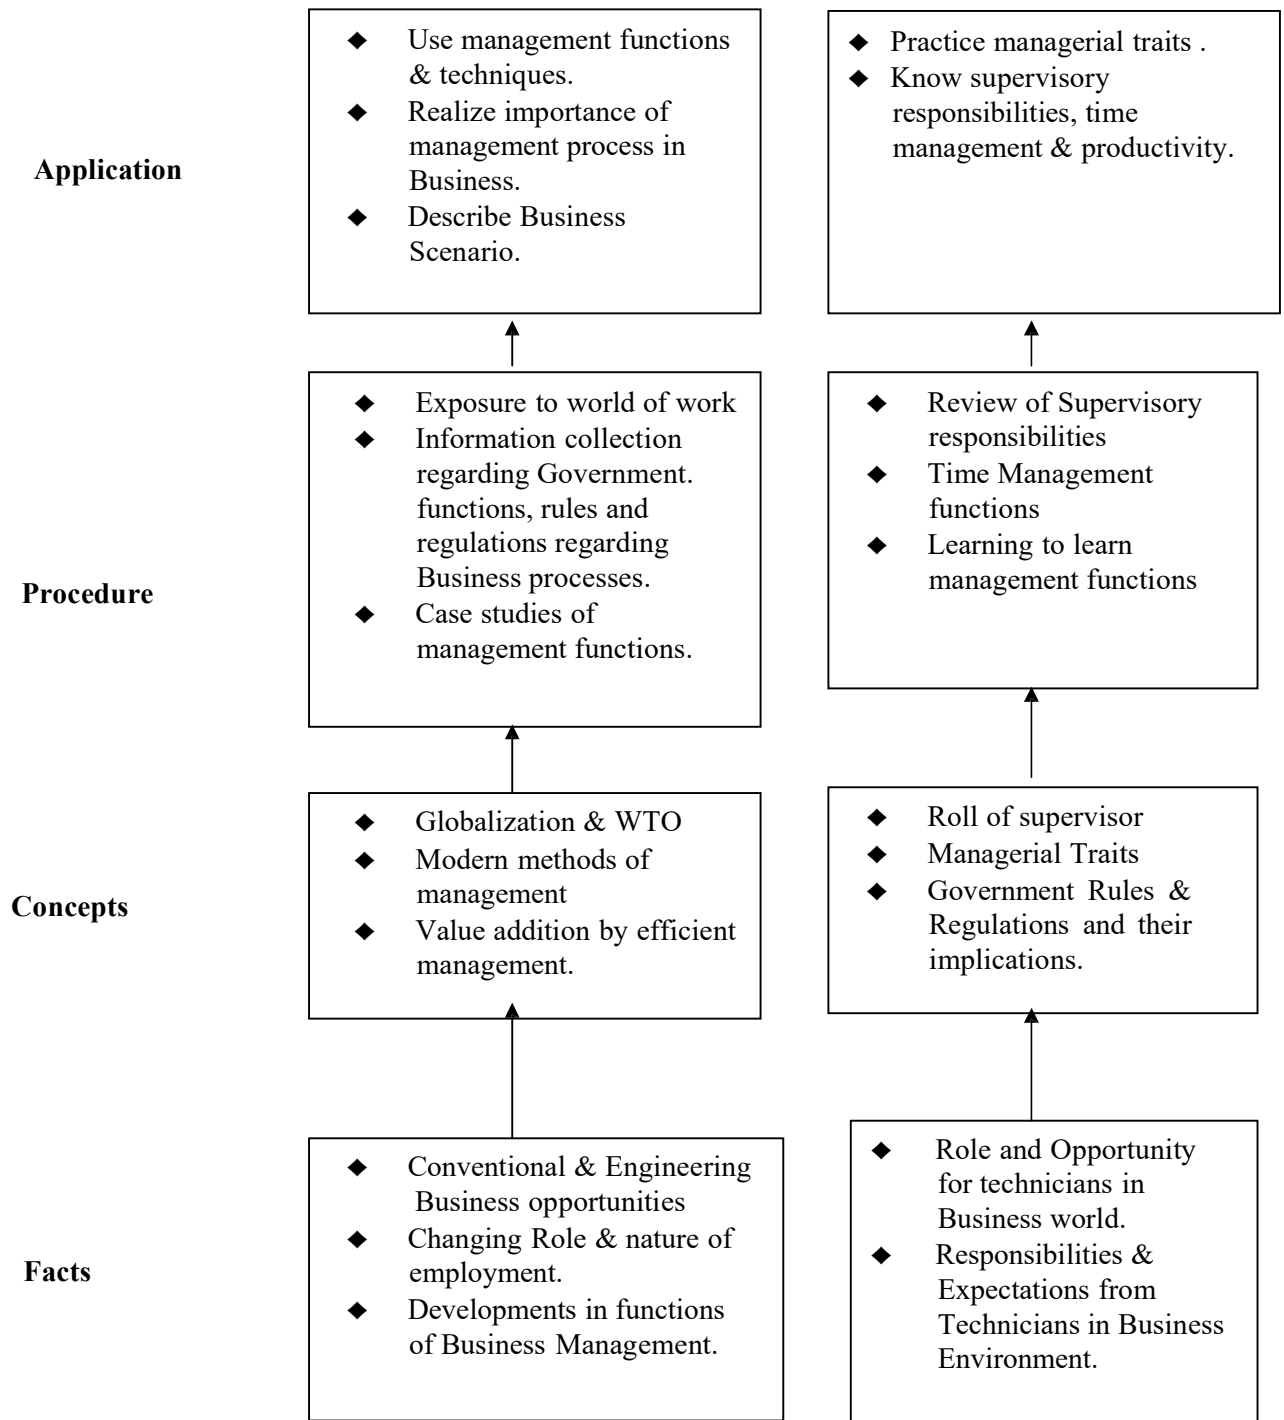 Application
◆ Use management functions
& techniques.
◆ Realize importance of
management process in
Business.
◆ Describe Business
Scenario.
◆ Practice managerial traits .
◆ Know supervisory
responsibilities, time
management & productivity.
Procedure
◆ Exposure to world of work
◆ Information collection
regarding Government.
functions, rules and
regulations regarding
Business processes.
◆ Case studies of
management functions.
◆ Review of Supervisory
responsibilities
◆ Time Management
functions
◆ Learning to learn
management functions
Concepts
◆ Globalization & WTO
◆ Modern methods of
management
◆ Value addition by efficient
management.
◆ Roll of supervisor
◆ Managerial Traits
◆ Government Rules &
Regulations and their
implications.
Facts
◆ Conventional & Engineering
Business opportunities
◆ Changing Role & nature of
employment.
◆ Developments in functions
of Business Management.
◆ Role and Opportunity
for technicians in
Business world.
◆ Responsibilities &
Expectations from
Technicians in Business
Environment.